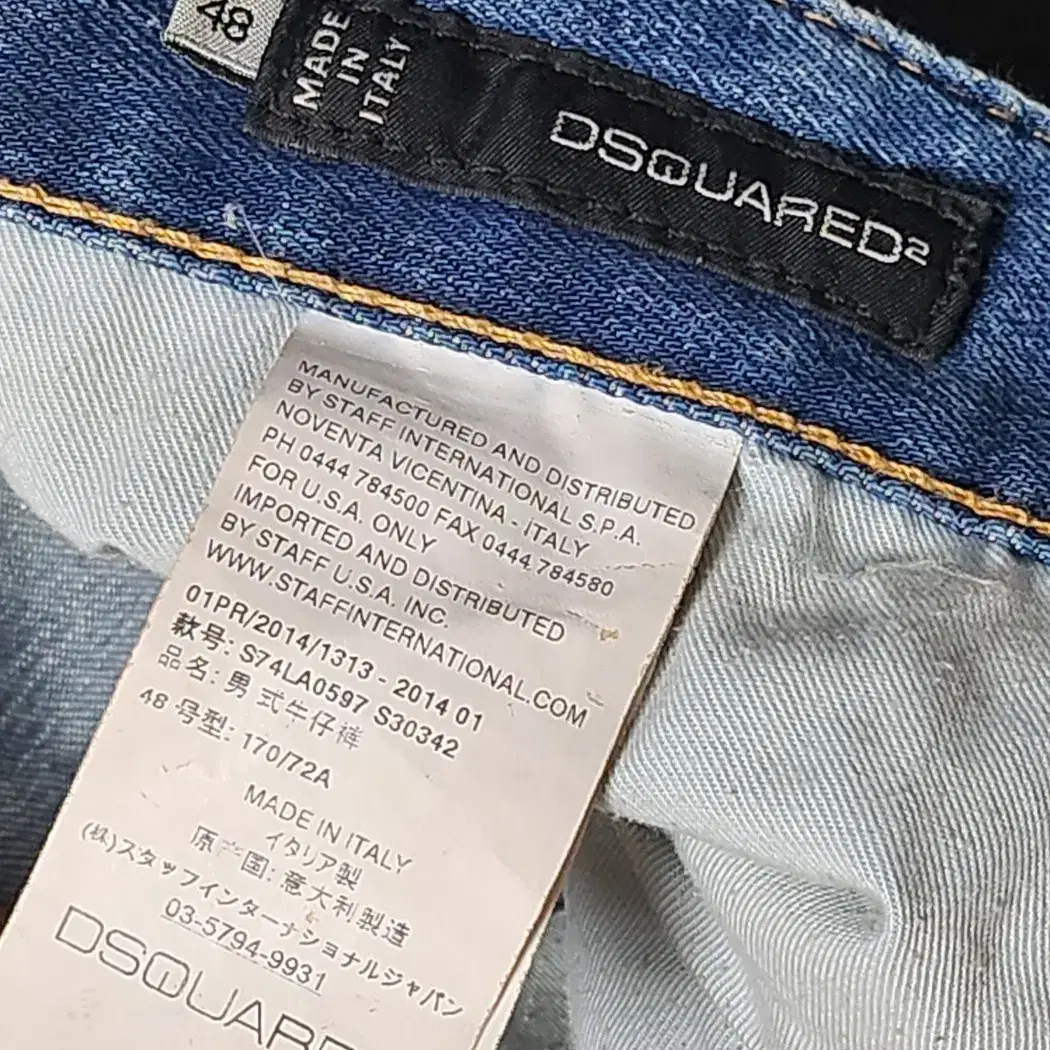 48
MADE
IN
ITALY
DSQUARED2
MANUFACTURED AND DISTRIBUTED
BY STAFF INTERNATIONAL S.P.A.
NOVENTA VICENTINA - ITALY
PH 0444 784500 FAX 0444 784580
FOR U.S.A. ONLY
IMPORTED AND DISTRIBUTED
BY STAFF U.S.A. INC.
WWW.STAFFINTERNATIONAL.COM
01PR/2014/1313 - 2014 01
款号: S74LA0597 S30342
品名: 男式牛仔裤
48 号型: 170/72A
MADE IN ITALY
イタリア製
国: 意大利製造
(株)スタッフインターナショナルジャパン
03-5794-9931